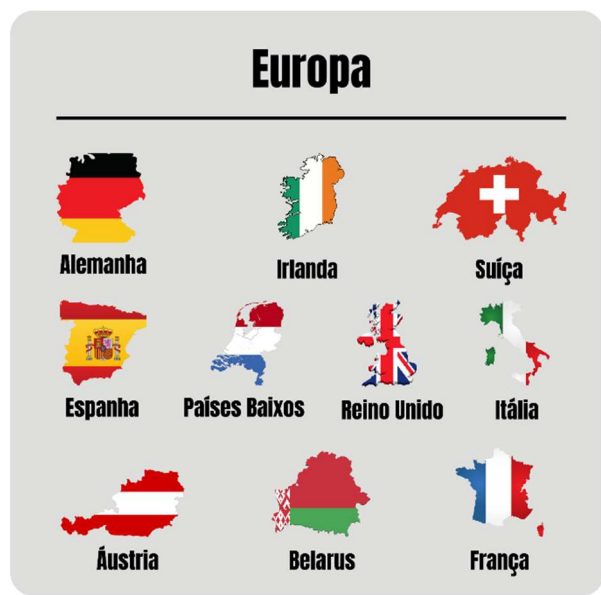 Europa
Alemanha
Irlanda
Suíça
Espanha
Países Baixos
Reino Unido
Itália
Áustria
Belarus
França